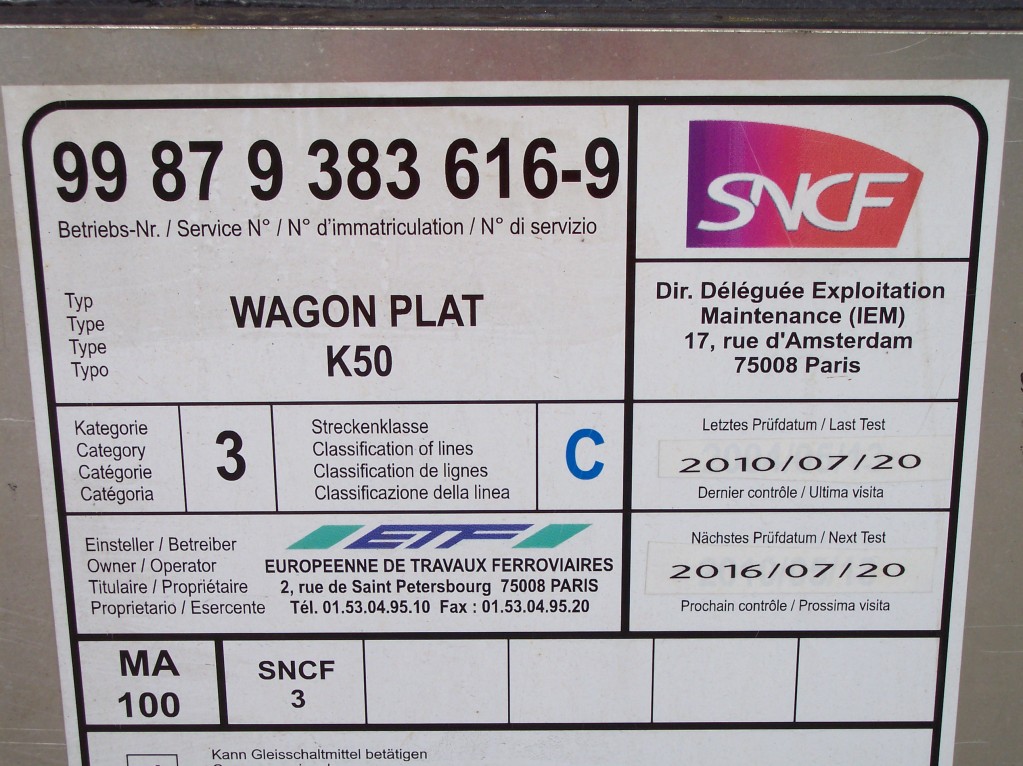 99 87 9 383 616-9
Betriebs-Nr. / Service N° / N° d'immatriculation / N° di servizio
Typ
Type
Type
Typo
WAGON PLAT
K50
SNCF
Dir. Déléguée Exploitation
Maintenance (IEM)
17, rue d'Amsterdam
75008 Paris
Kategorie
Category
Catégorie
Catégoria
3
Streckenklasse
Classification of lines
Classification de lignes
Classificazione della linea
C
Letztes Prüfdatum / Last Test
2010/07/20
Dernier contrôle / Ultima visita
Einsteller / Betreiber
Owner / Operator
Titulaire / Propriétaire
Proprietario / Esercente
ETF
EUROPEENNE DE TRAVAUX FERROVIAIRES
2, rue de Saint Petersbourg 75008 PARIS
Tél. 01.53.04.95.10 Fax : 01.53.04.95.20
Nächstes Prüfdatum / Next Test
2016/07/20
Prochain contrôle / Prossima visita
MA
100
SNCF
3
Kann Gleisschaltmittel betätigen